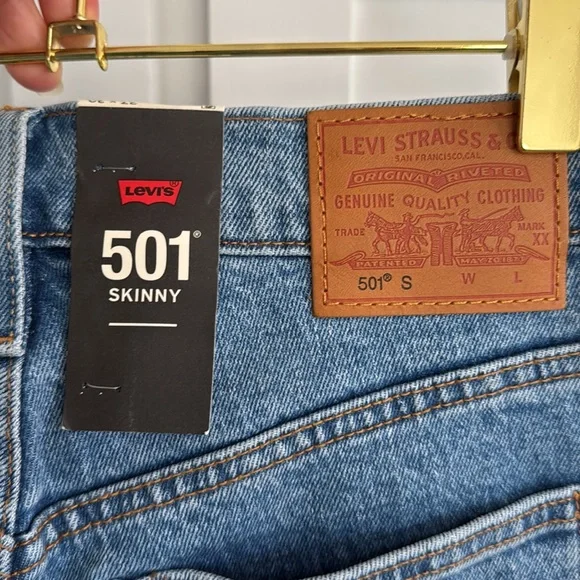 LEVI'S®
501®
SKINNY
LEVI STRAUSS &
SAN FRANCISCO, CAL.
ORIGINAL RIVETED
GENUINE QUALITY CLOTHING
TRADE MARK
XX
PATENTED MAY 20 1873
501® S W L